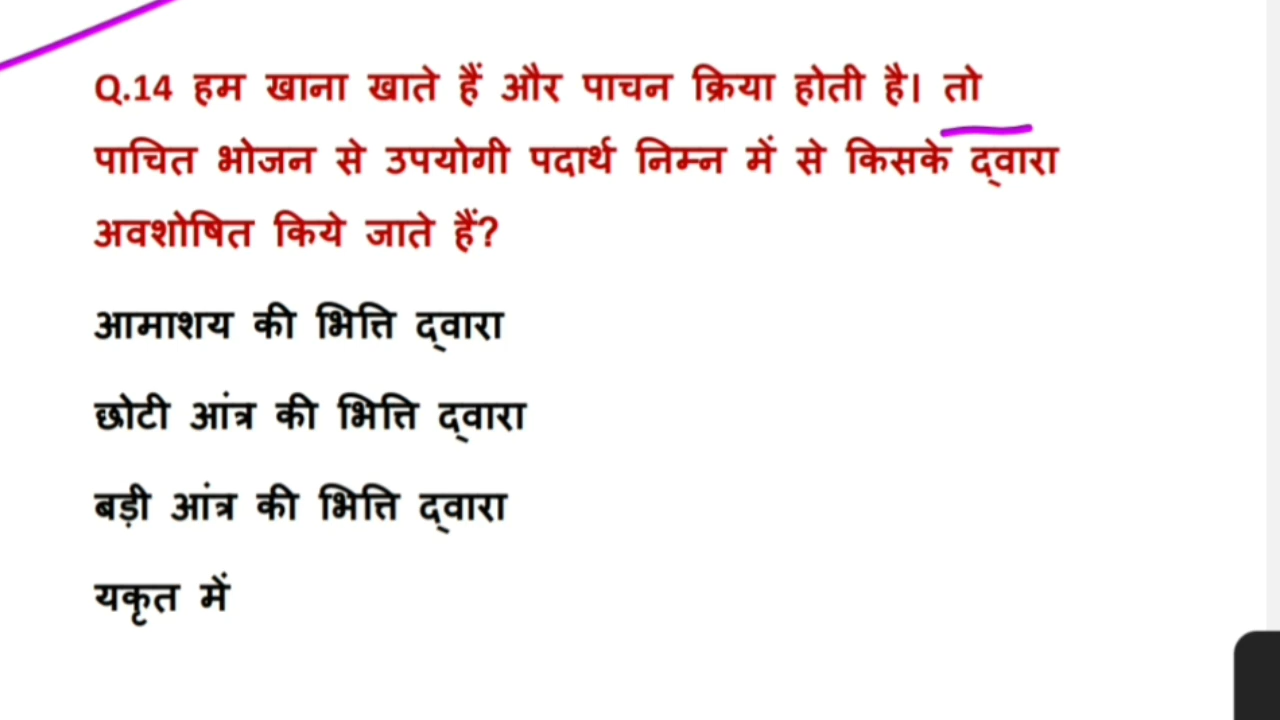 Q.14 हम खाना खाते हैं और पाचन क्रिया होती है। तो
पाचित भोजन से उपयोगी पदार्थ निम्न में से किसके द्वारा
अवशोषित किये जाते हैं?
आमाशय की भित्ति द्वारा
छोटी आंत्र की भित्ति द्वारा
बड़ी आंत्र की भित्ति द्वारा
यकृत में